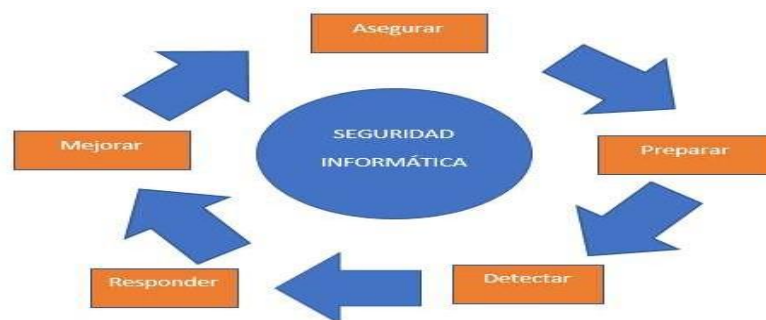 Asegurar
SEGURIDAD
INFORMÁTICA
Mejorar
Preparar
Responder
Detectar